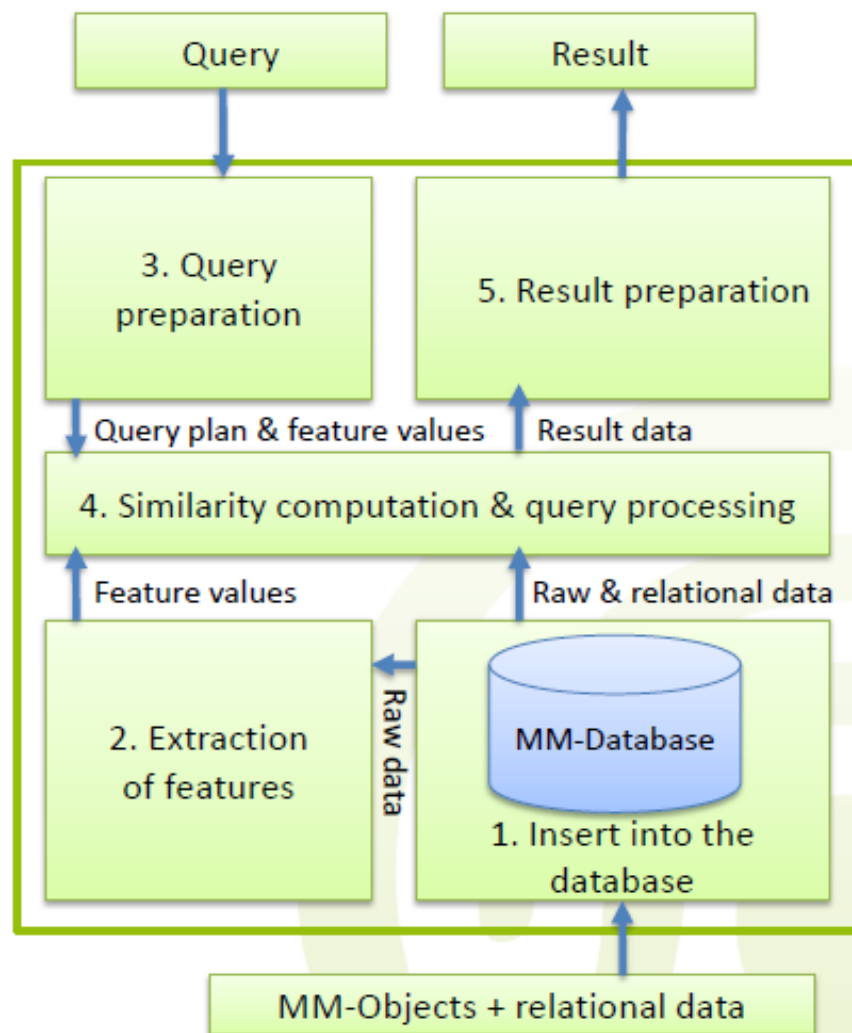 Query
Result
3. Query
preparation
5. Result preparation
Query plan & feature values
Result data
4. Similarity computation & query processing
Feature values
Raw & relational data
2. Extraction
of features
Raw data
MM-Database
1. Insert into the
database
MM-Objects + relational data